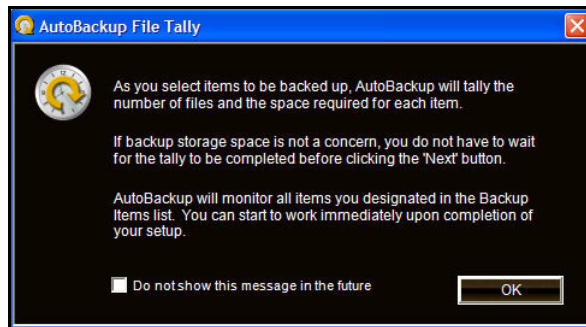 AutoBackup File Tally
As you select items to be backed up, AutoBackup will tally the
number of files and the space required for each item.
If backup storage space is not a concern, you do not have to wait
for the tally to be completed before clicking the 'Next' button.
AutoBackup will monitor all items you designated in the Backup
Items list. You can start to work immediately upon completion of
your setup.
Do not show this message in the future
OK